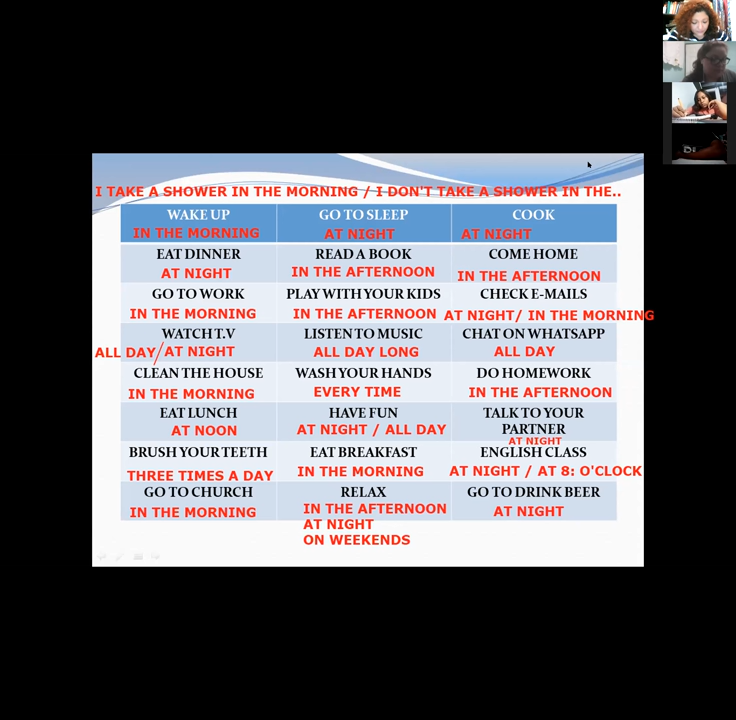 I TAKE A SHOWER IN THE MORNING / I DON'T TAKE A SHOWER IN THE..
WAKE UP GO TO SLEEP COOK
IN THE MORNING AT NIGHT AT NIGHT
EAT DINNER READ A BOOK COME HOME
AT NIGHT IN THE AFTERNOON IN THE AFTERNOON
GO TO WORK PLAY WITH YOUR KIDS CHECK E-MAILS
IN THE MORNING IN THE AFTERNOON AT NIGHT/ IN THE MORNING
WATCH T.V LISTEN TO MUSIC CHAT ON WHATSAPP
ALL DAY/AT NIGHT ALL DAY LONG ALL DAY
CLEAN THE HOUSE WASH YOUR HANDS DO HOMEWORK
IN THE MORNING EVERY TIME IN THE AFTERNOON
EAT LUNCH HAVE FUN TALK TO YOUR
AT NOON AT NIGHT / ALL DAY PARTNER
AT NIGHT
BRUSH YOUR TEETH EAT BREAKFAST ENGLISH CLASS
THREE TIMES A DAY IN THE MORNING AT NIGHT / AT 8: O'CLOCK
GO TO CHURCH RELAX GO TO DRINK BEER
IN THE MORNING IN THE AFTERNOON AT NIGHT
AT NIGHT
ON WEEKENDS